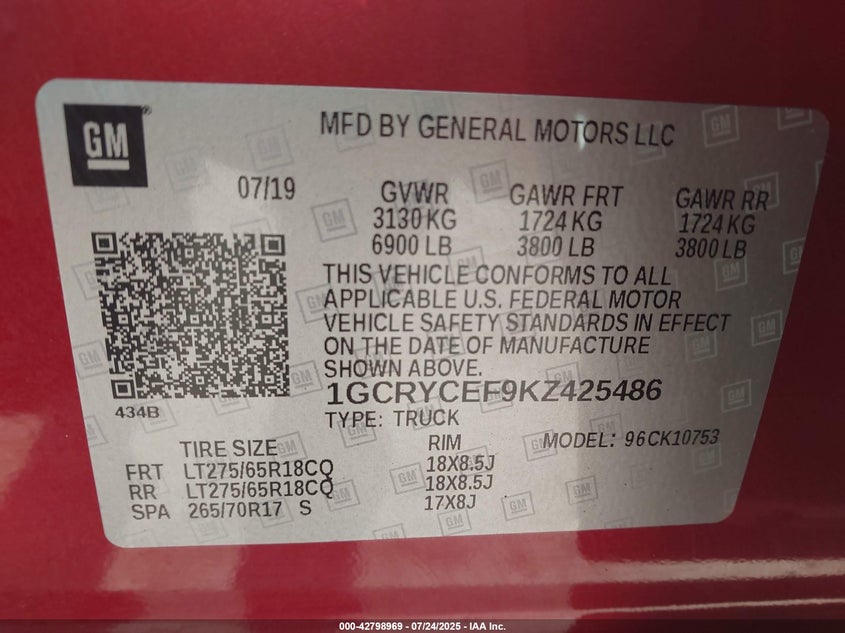 GM
MFD BY GENERAL MOTORS LLC
07/19 GVWR GAWR FRT GAWR RR
3130 KG 1724 KG 1724 KG
6900 LB 3800 LB 3800 LB
THIS VEHICLE CONFORMS TO ALL
APPLICABLE U.S. FEDERAL MOTOR
VEHICLE SAFETY STANDARDS IN EFFECT
ON THE DATE OF MANUFACTURE
SHOWN ABOVE.
1GCRYCEF9KZ425486
434B
TYPE: TRUCK
TIRE SIZE RIM MODEL: 96CK10753
FRT LT275/65R18CQ 18X8.5J
RR LT275/65R18CQ 18X8.5J
SPA 265/70R17 S 17X8J
000-42798969 - 07/24/2025 - IAA Inc.